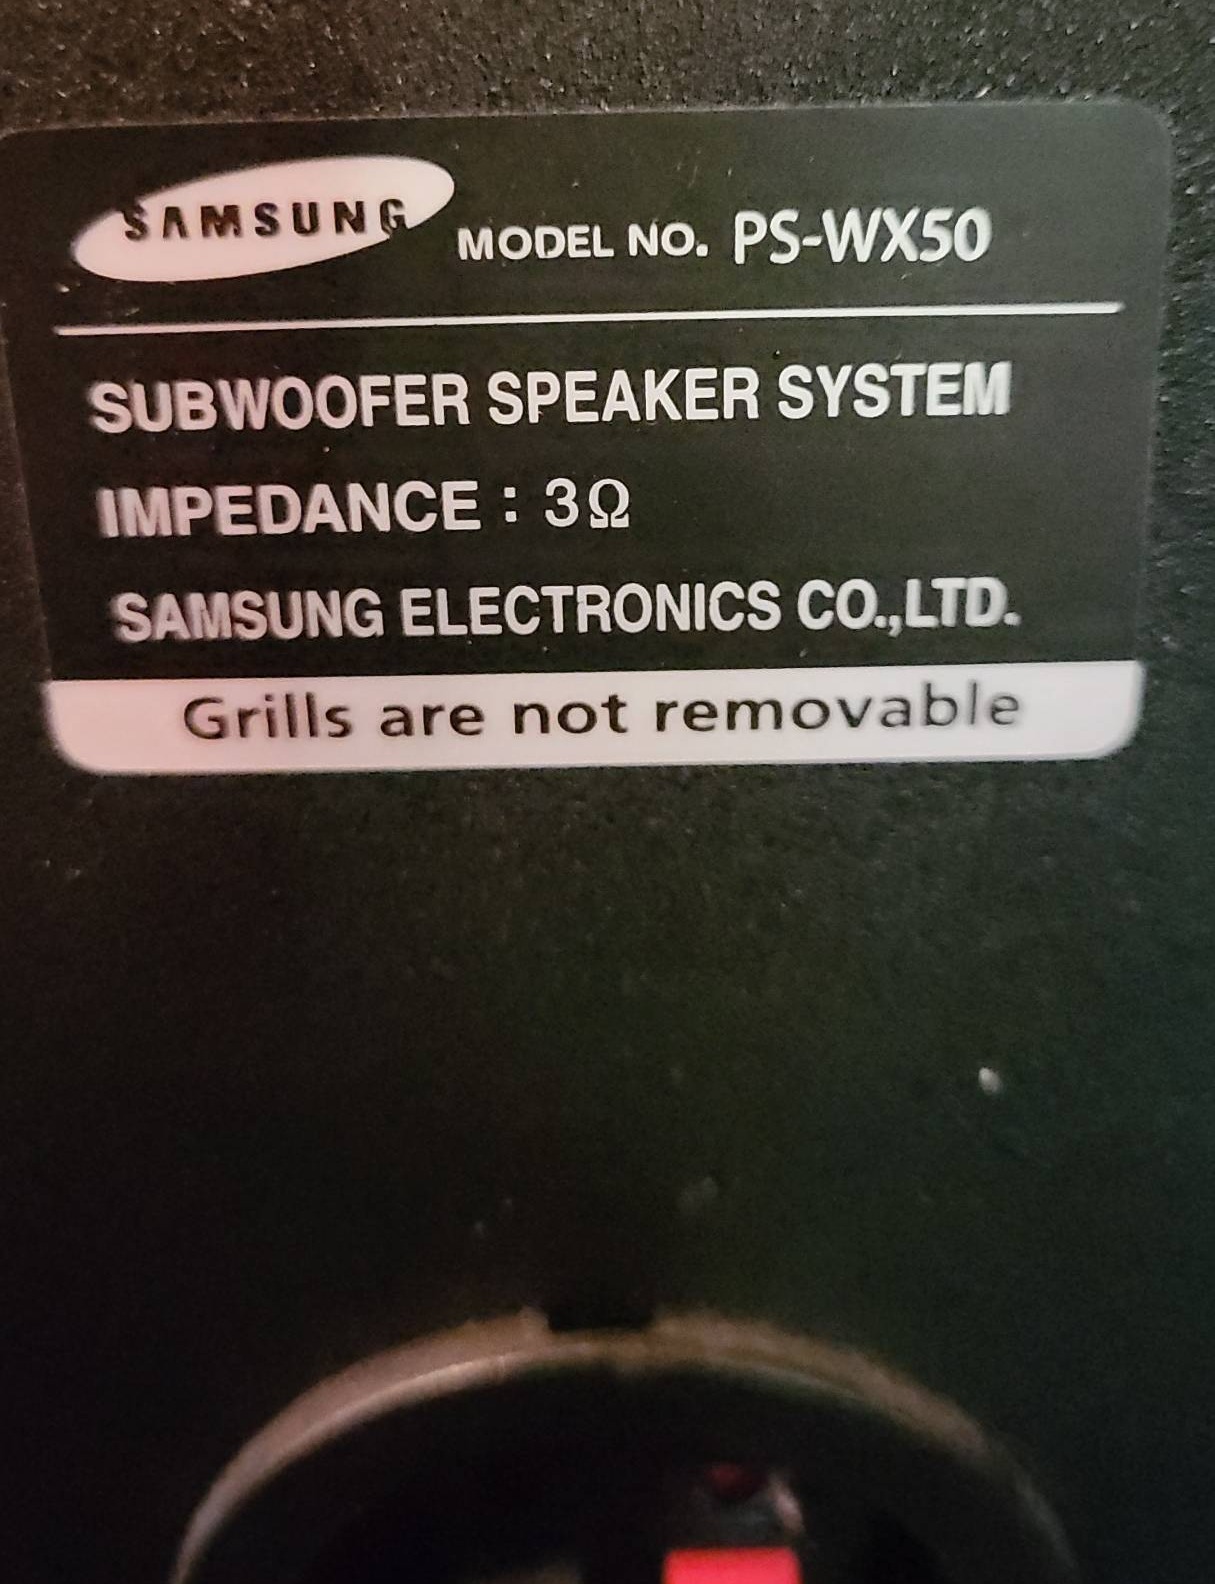 SAMSUNG MODEL NO. PS-WX50
SUBWOOFER SPEAKER SYSTEM
IMPEDANCE : 3Ω
SAMSUNG ELECTRONICS CO.,LTD.
Grills are not removable